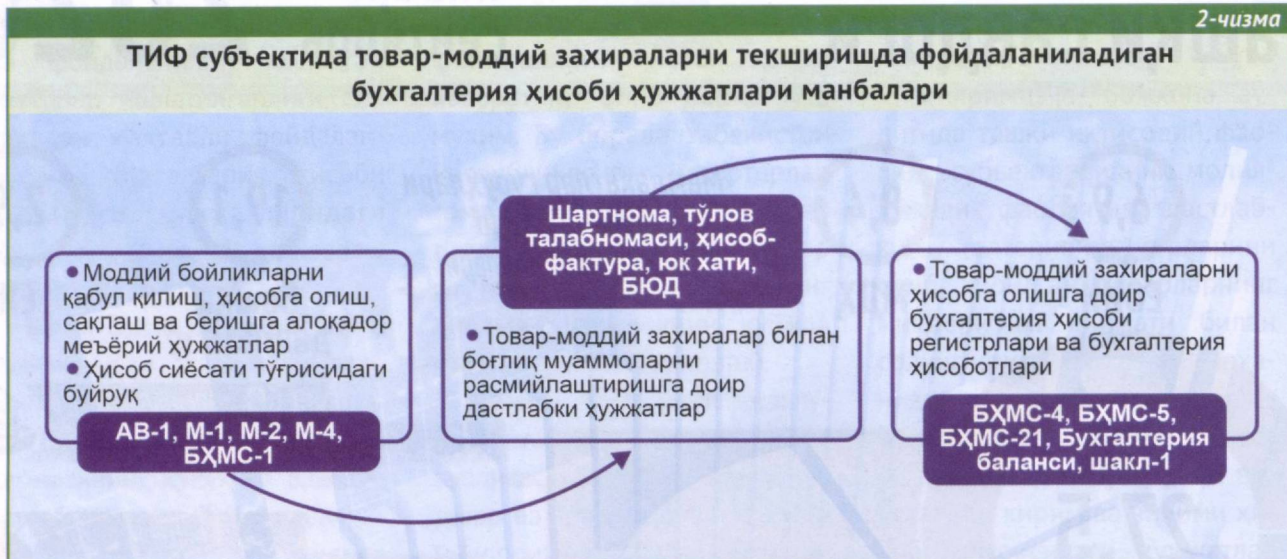 2-чизма
ТИФ субъектида товар-моддий захираларни текширишда фойдаланиладиган
бухгалтерия ҳисоби ҳужжатлари манбалари
• Моддий бойликларни
қабул қилиш, ҳисобга олиш,
сақлаш ва беришга алоқадор
меъёрий ҳужжатлар
• Ҳисоб сиёсати тўғрисидаги
буйруқ
АВ-1, М-1, М-2, М-4,
БҲМС-1
Шартнома, тўлов
талабномаси, ҳисоб-
фактура, юк хати,
БЮД
• Товар-моддий захиралар билан
боғлиқ муаммоларни
расмийлаштиришга доир
дастлабки ҳужжатлар
• Товар-моддий захираларни
ҳисобга олишга доир
бухгалтерия ҳисоби
регистрлари ва бухгалтерия
ҳисоботлари
БҲМС-4, БҲМС-5,
БҲМС-21, Бухгалтерия
баланси, шакл-1